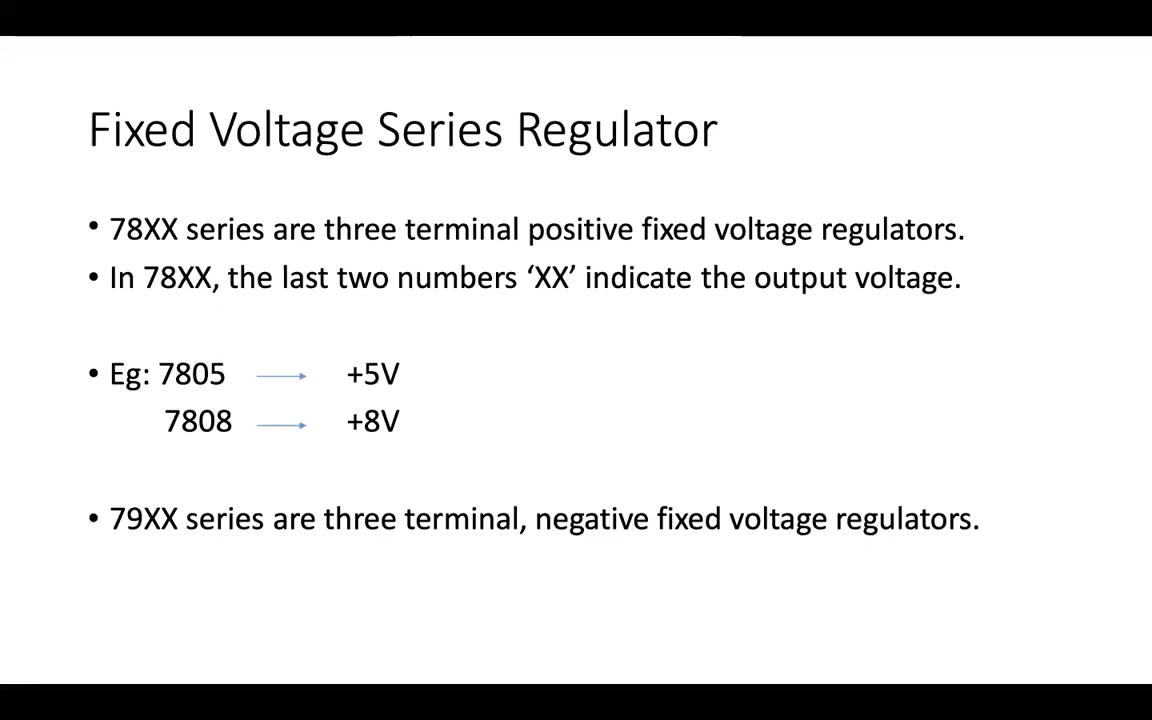 Fixed Voltage Series Regulator
• 78XX series are three terminal positive fixed voltage regulators.
• In 78XX, the last two numbers ‘XX’ indicate the output voltage.
• Eg: 7805 → +5V
7808 → +8V
• 79XX series are three terminal, negative fixed voltage regulators.